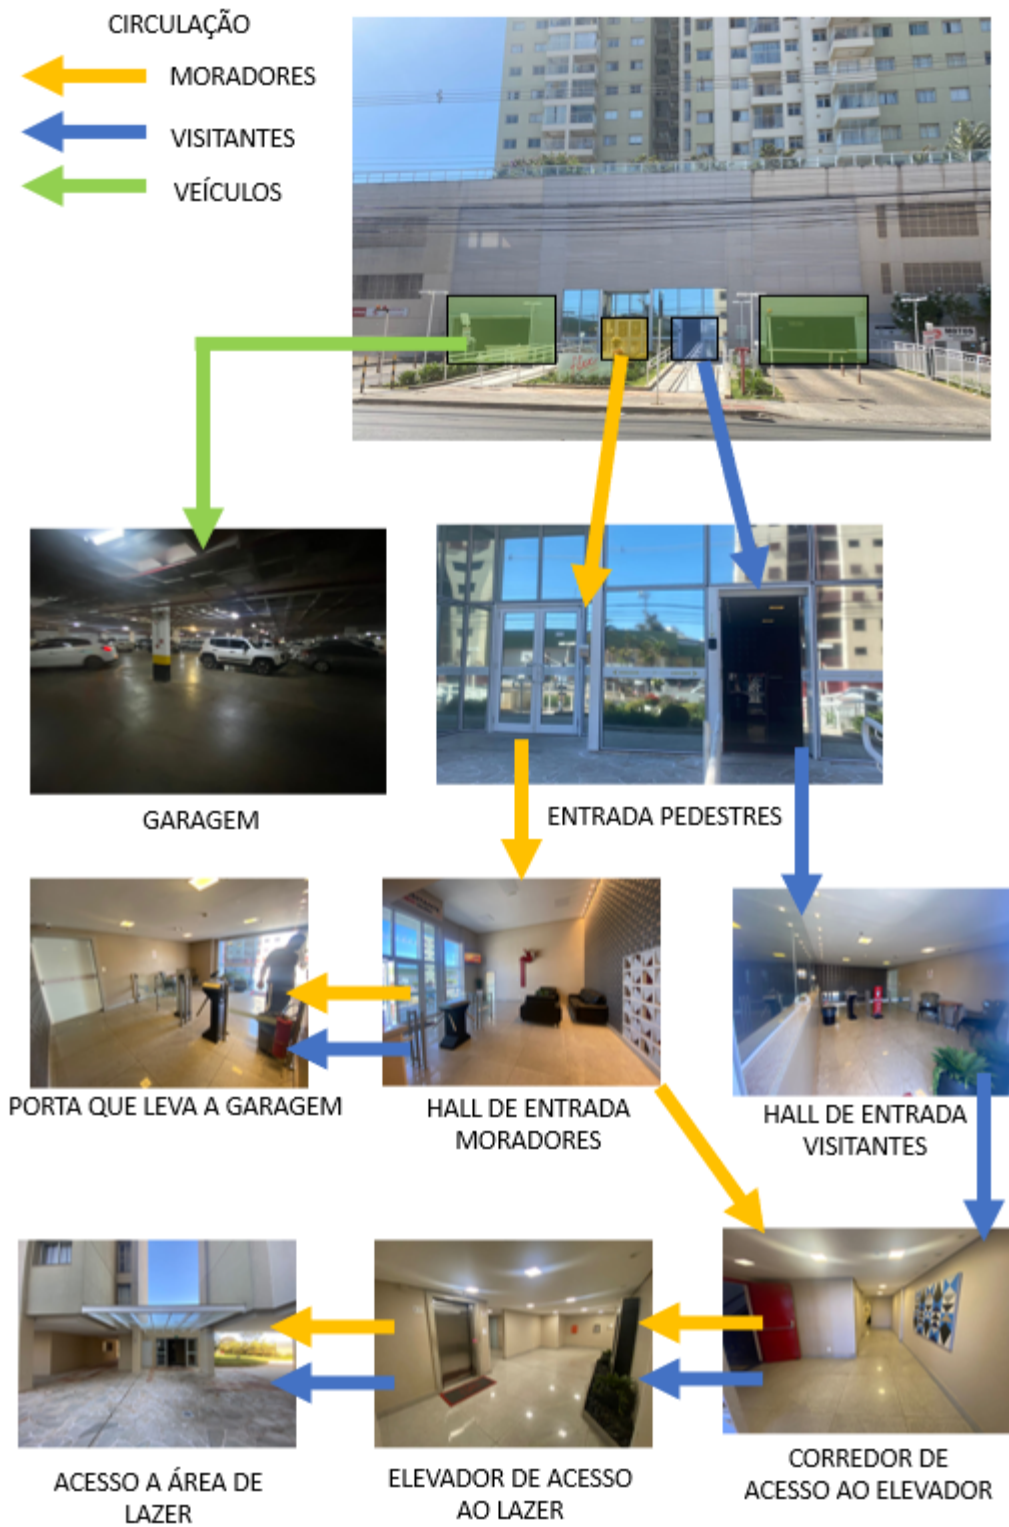 CIRCULAÇÃO
MORADORES
VISITANTES
VEÍCULOS
GARAGEM
ENTRADA PEDESTRES
PORTA QUE LEVA A GARAGEM
HALL DE ENTRADA
MORADORES
HALL DE ENTRADA
VISITANTES
ACESSO A ÁREA DE
LAZER
ELEVADOR DE ACESSO
AO LAZER
CORREDOR DE
ACESSO AO ELEVADOR